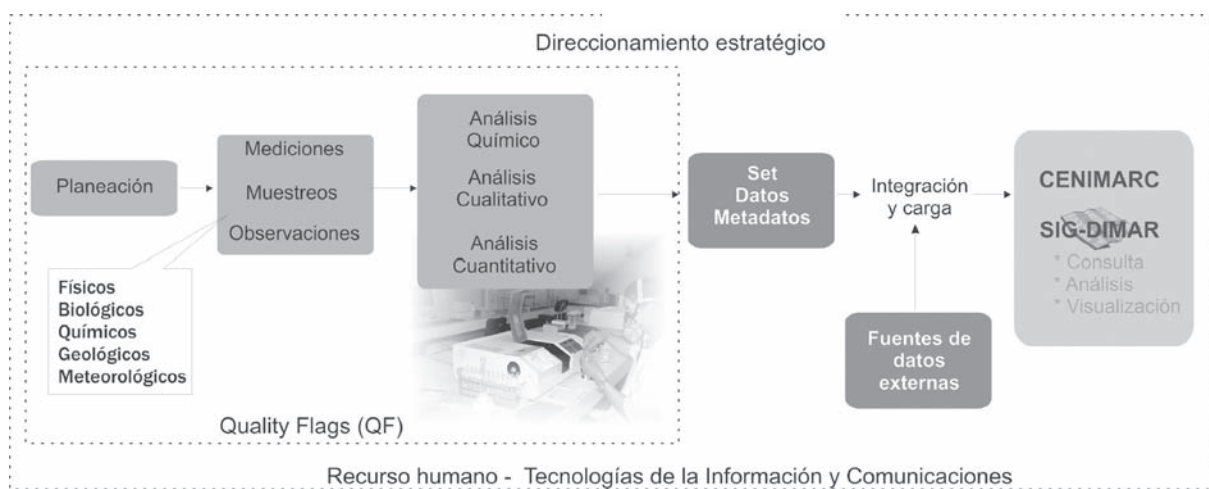 Direccionamiento estratégico
Planeación
Mediciones
Muestreos
Observaciones
Físicos
Biológicos
Químicos
Geológicos
Meteorológicos
Análisis
Químico
Análisis
Cualitativo
Análisis
Cuantitativo
Quality Flags (QF)
Set
Datos
Metadatos
Integración
y carga
Fuentes de
datos
externas
CENIMARC
SIG-DIMAR
* Consulta
* Análisis
* Visualización
Recurso humano - Tecnologías de la Información y Comunicaciones